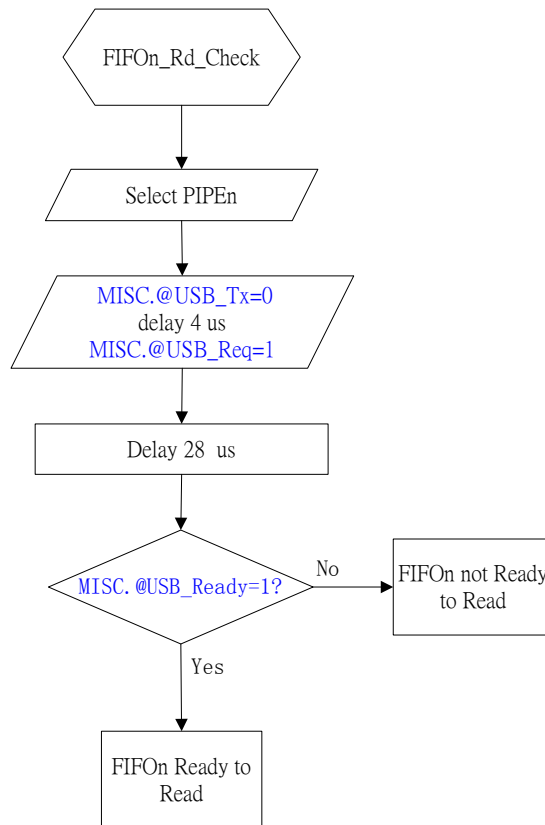 FIFOn_Rd_Check
Select PIPEn
MISC.@USB_Tx=0
delay 4 us
MISC.@USB_Req=1
Delay 28 us
MISC.@USB_Ready=1?
No
FIFOn not Ready
to Read
Yes
FIFOn Ready to
Read